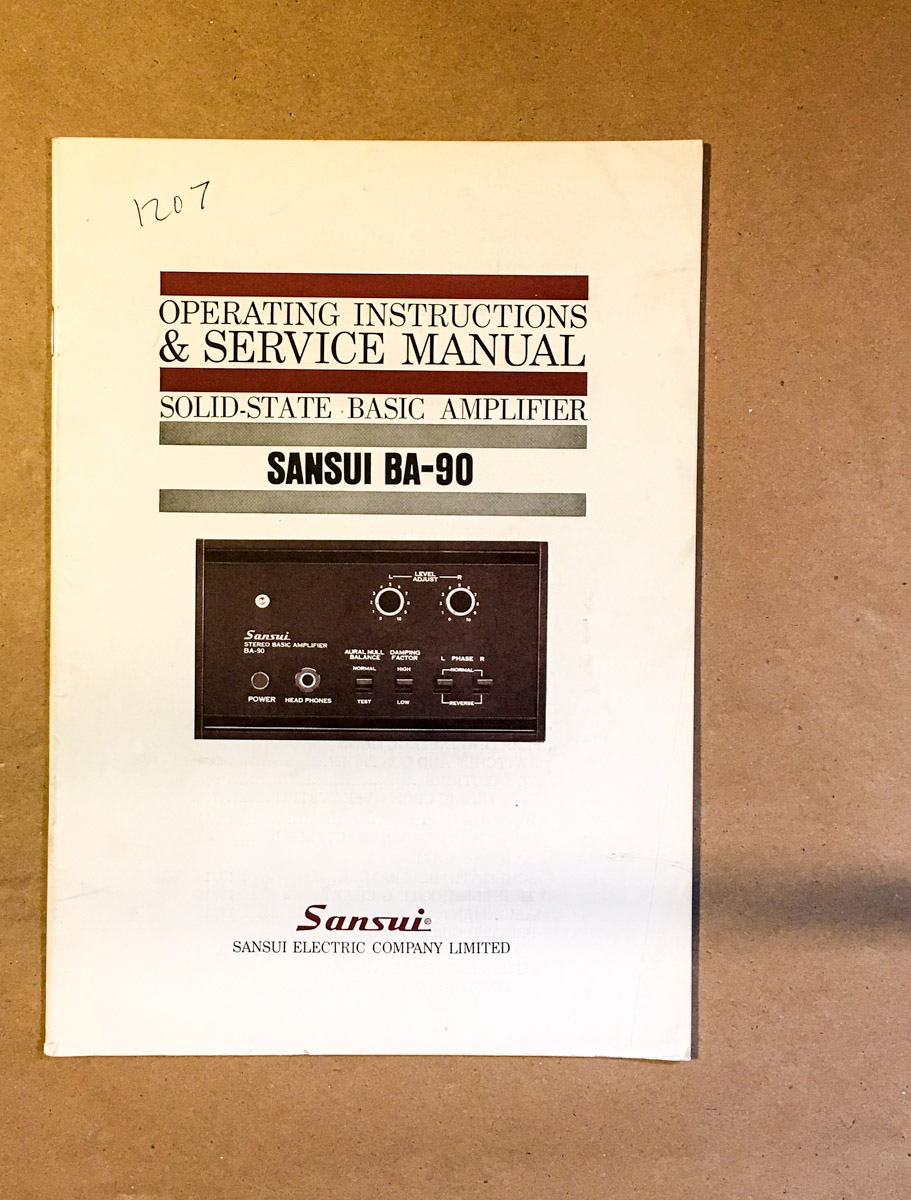 1207
OPERATING INSTRUCTIONS
& SERVICE MANUAL
SOLID-STATE BASIC AMPLIFIER
SANSUI BA-90
L LEVEL ADJUST R
Sansui
STEREO BASIC AMPLIFIER
BA-90
AURAL NULL BALANCE
DAMPING FACTOR
L PHASE R
NORMAL
HIGH
NORMAL
POWER
HEAD PHONES
TEST
LOW
REVERSE
Sansui®
SANSUI ELECTRIC COMPANY LIMITED